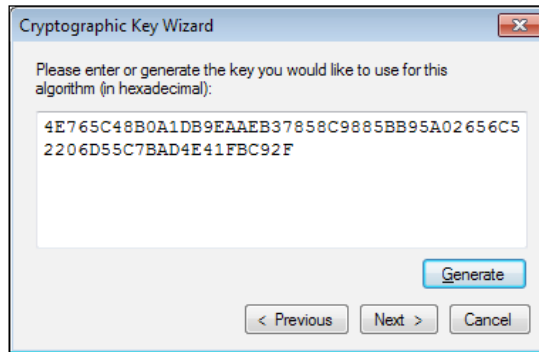 Cryptographic Key Wizard
Please enter or generate the key you would like to use for this
algorithm (in hexadecimal):
4E765C48B0A1DB9EAAEB37858C9885BB95A02656C5
2206D55C7BAD4E41FBC92F
Generate
< Previous
Next >
Cancel